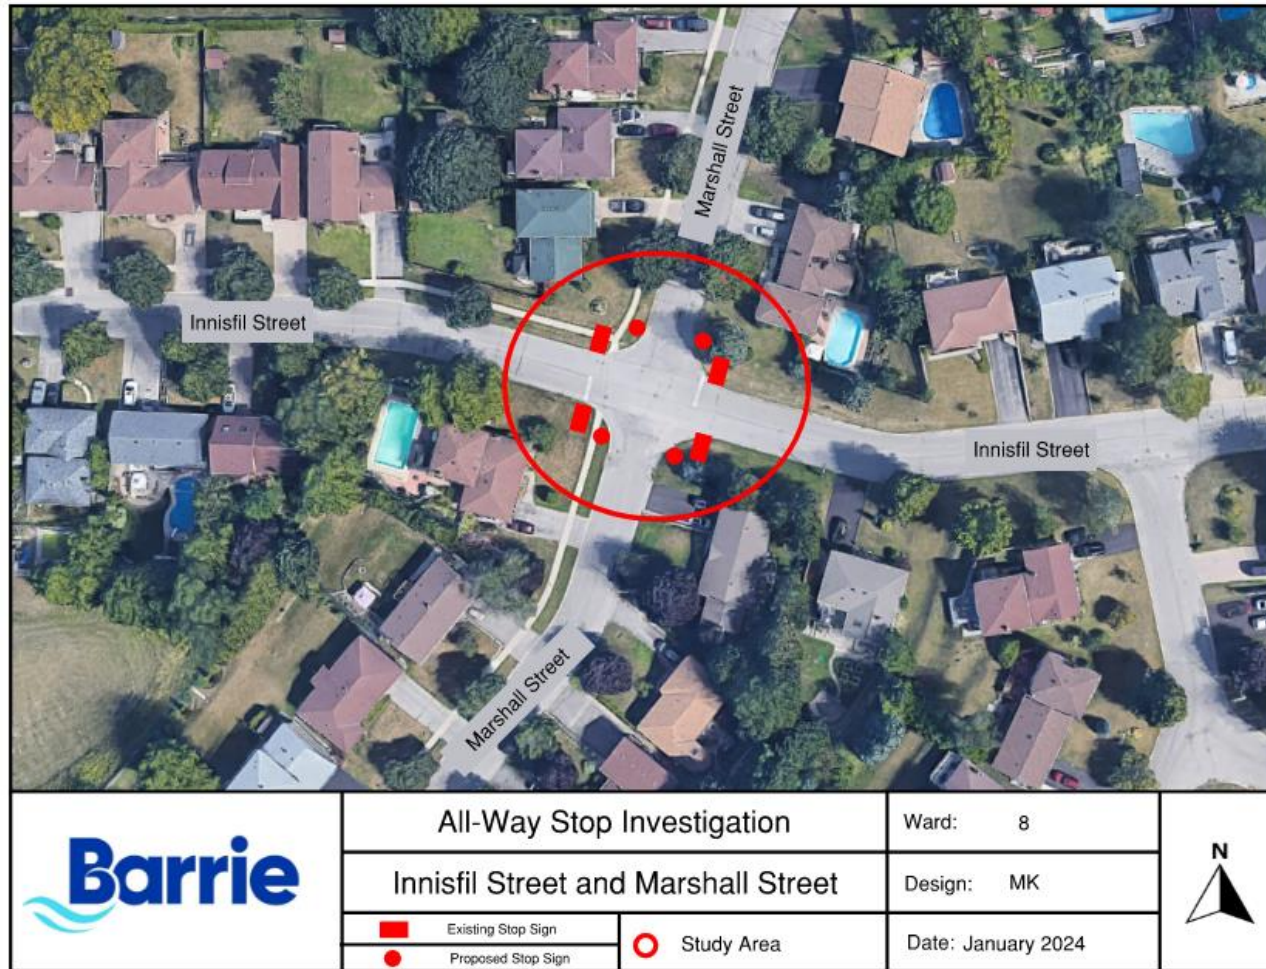 Marshall Street
Innisfil Street
Innisfil Street
Marshall Street
Barrie
All-Way Stop Investigation
Innisfil Street and Marshall Street
Existing Stop Sign
Proposed Stop Sign
Study Area
Ward: 8
Design: MK
Date: January 2024
N